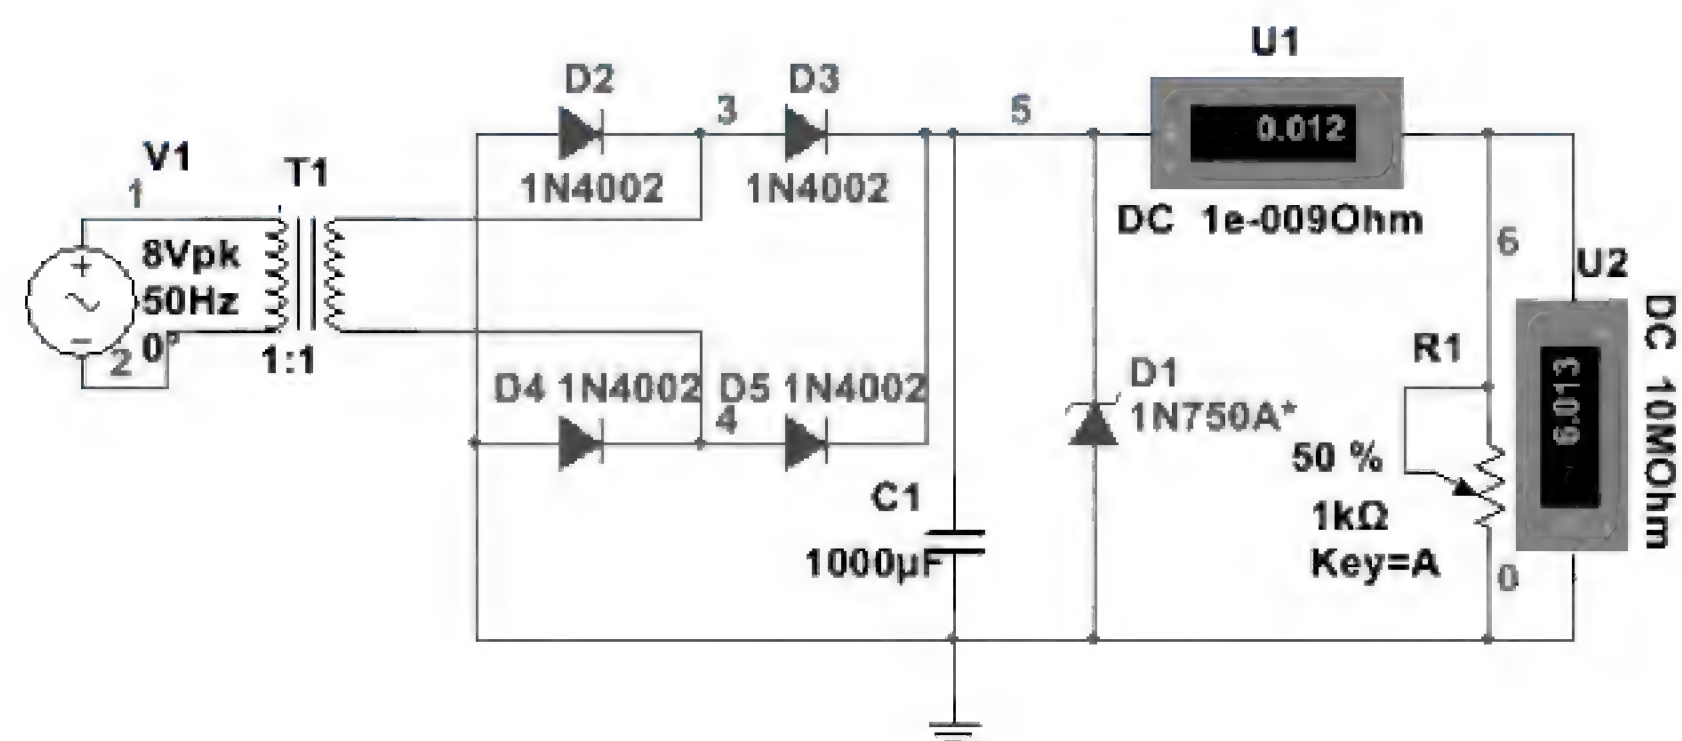 U1
D2
D3
3
5
0.012
V1
1
T1
1N4002
1N4002
DC 1e-009Ohm
8Vpk
50Hz
0°
2
1:1
6
U2
DC 10MOhm
6.013
R1
D4 1N4002
D5 1N4002
4
D1
1N750A*
50 %
1kΩ
Key=A
C1
1000µF
0